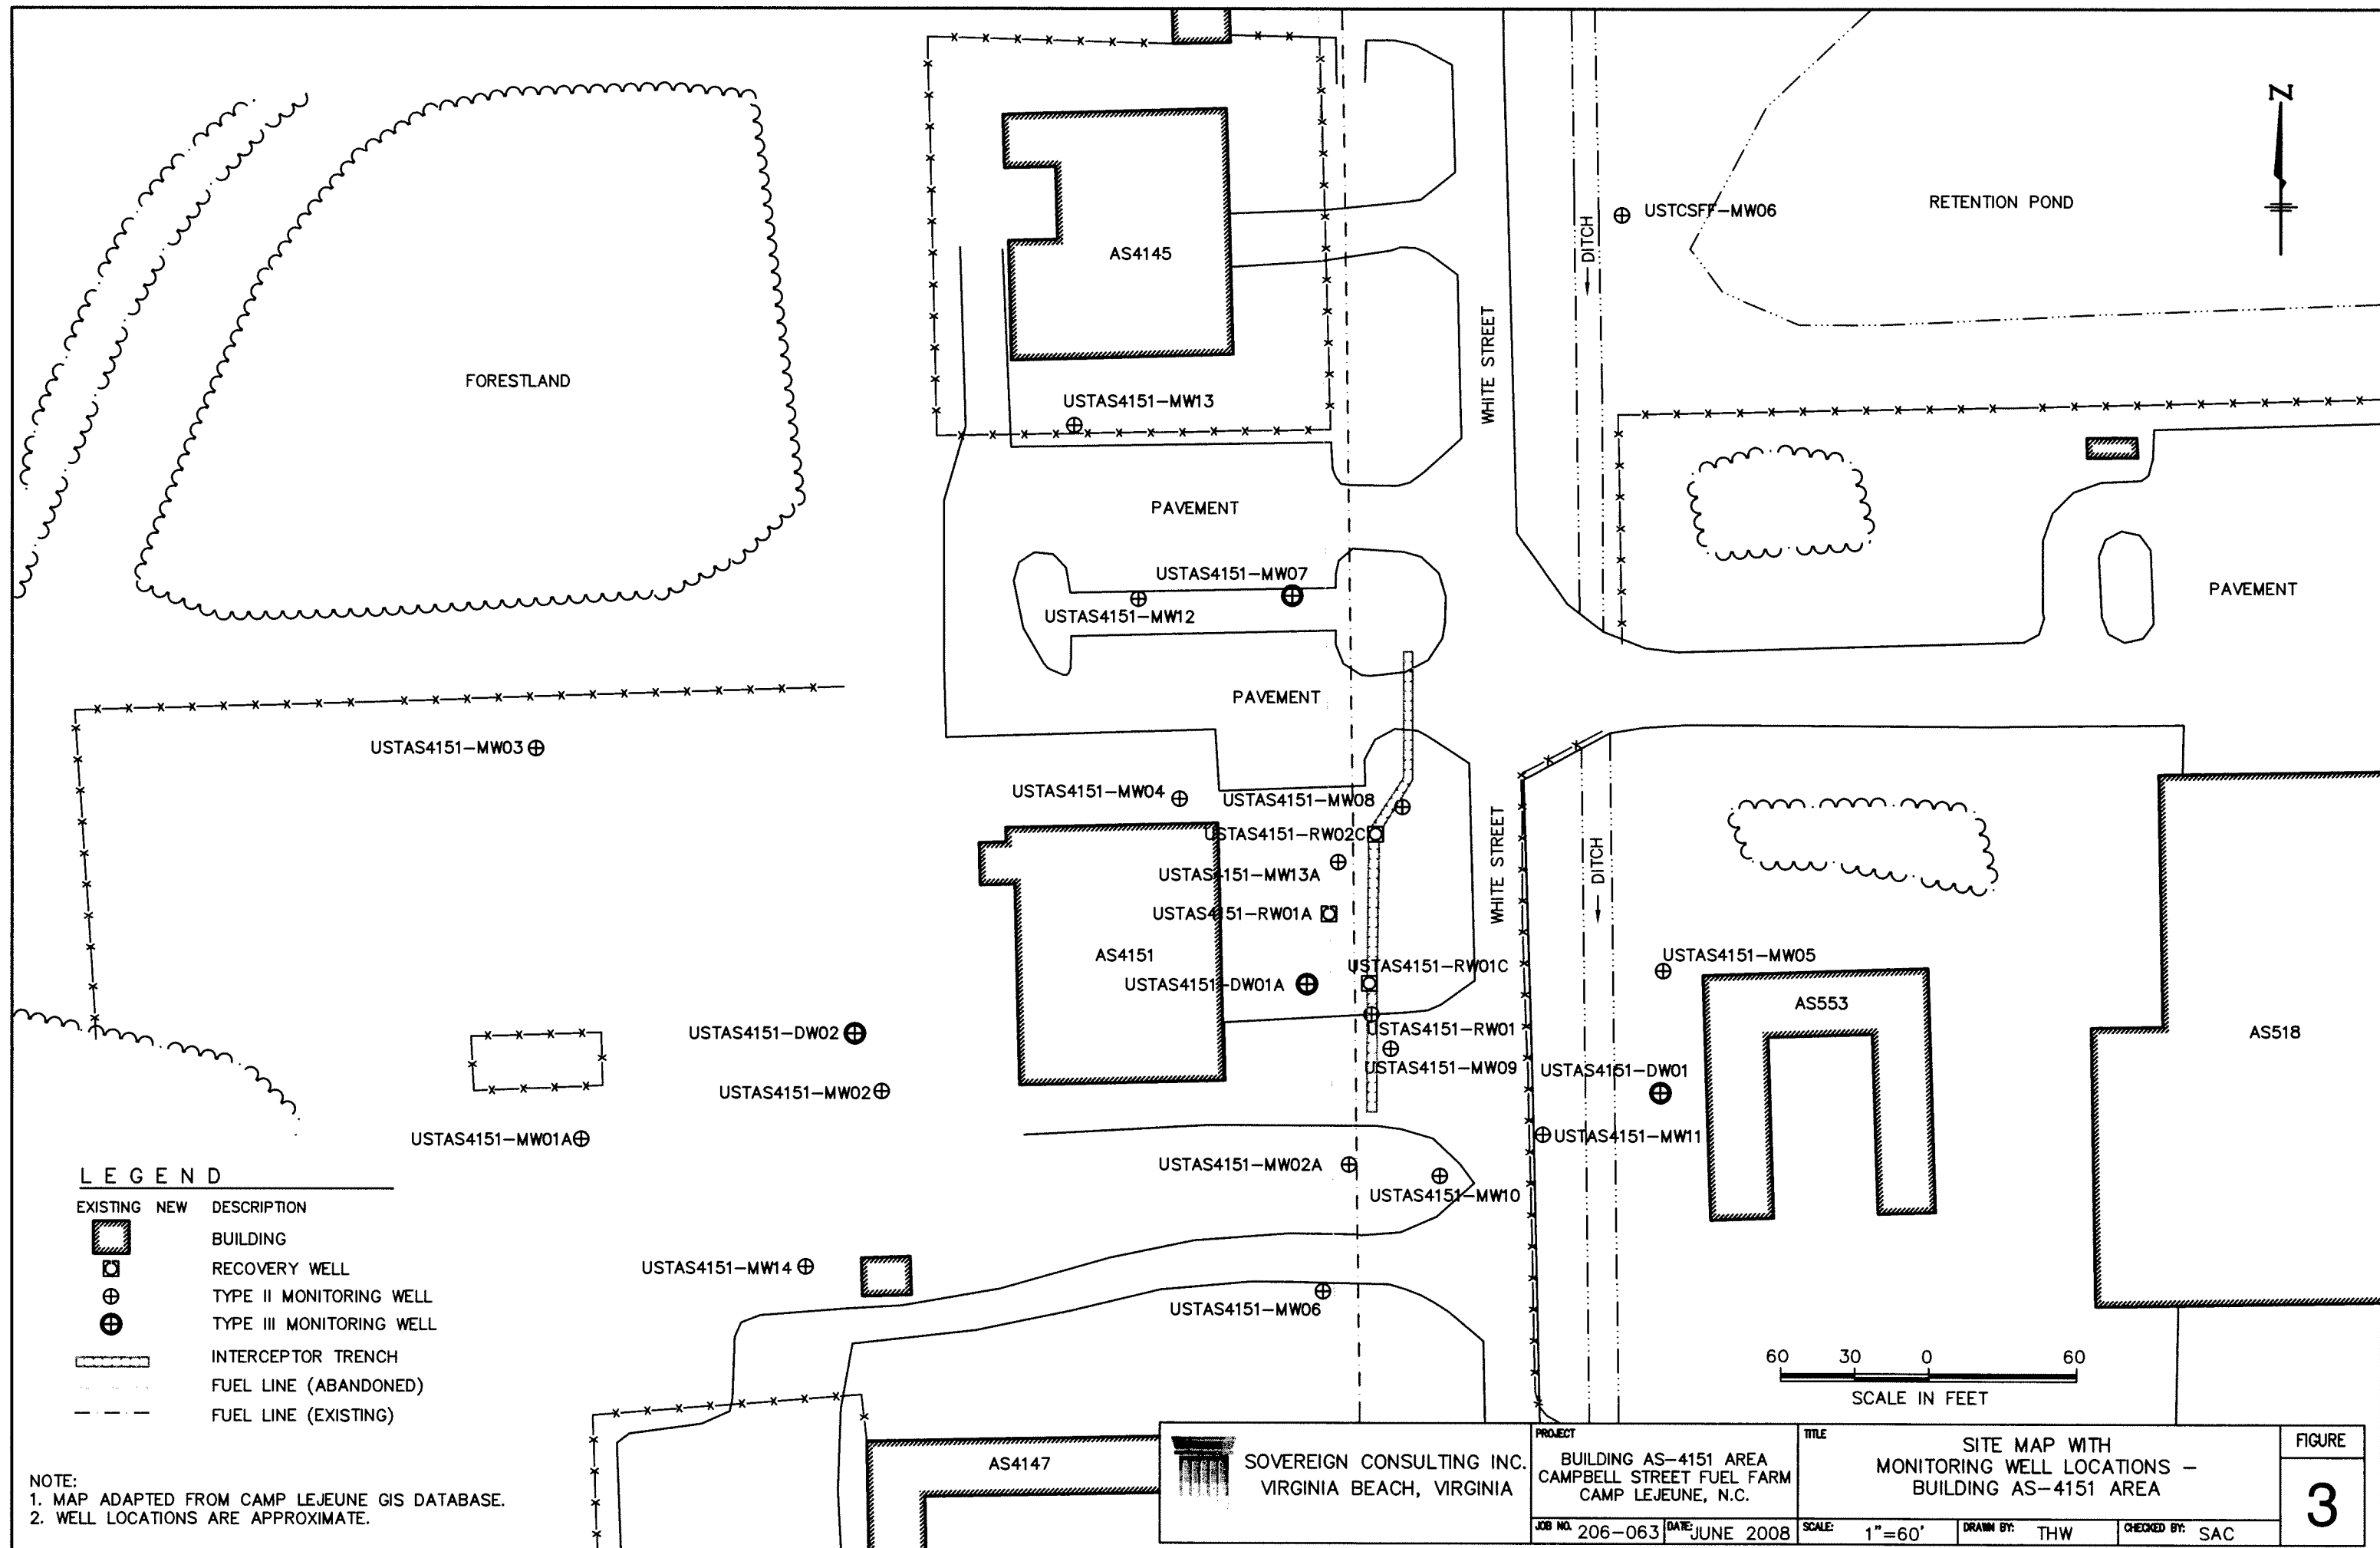 N
AS4145
USTCSFF-MW06
RETENTION POND
DITCH
WHITE STREET
FORESTLAND
USTAS4151-MW13
PAVEMENT
USTAS4151-MW07
USTAS4151-MW12
PAVEMENT
PAVEMENT
USTAS4151-MW03
USTAS4151-MW04
USTAS4151-MW08
USTAS4151-RW02C
USTAS4151-MW13A
USTAS4151-RW01A
WHITE STREET
DITCH
AS4151
USTAS4151-RW01C
USTAS4151-DW01A
USTAS4151-MW05
AS553
AS518
USTAS4151-DW02
USTAS4151-RW01
USTAS4151-MW09
USTAS4151-DW01
USTAS4151-MW02
USTAS4151-MW01A
USTAS4151-MW11
USTAS4151-MW02A
USTAS4151-MW10
USTAS4151-MW14
USTAS4151-MW06
LEGEND
EXISTING NEW DESCRIPTION
BUILDING
RECOVERY WELL
TYPE II MONITORING WELL
TYPE III MONITORING WELL
INTERCEPTOR TRENCH
FUEL LINE (ABANDONED)
FUEL LINE (EXISTING)
60 30 0 60
SCALE IN FEET
AS4147
NOTE:
1. MAP ADAPTED FROM CAMP LEJEUNE GIS DATABASE.
2. WELL LOCATIONS ARE APPROXIMATE.
SOVEREIGN CONSULTING INC.
VIRGINIA BEACH, VIRGINIA
PROJECT
BUILDING AS-4151 AREA
CAMPBELL STREET FUEL FARM
CAMP LEJEUNE, N.C.
JOB NO. 206-063
DATE: JUNE 2008
TITLE
SITE MAP WITH
MONITORING WELL LOCATIONS -
BUILDING AS-4151 AREA
SCALE: 1"=60'
DRAWN BY: THW
CHECKED BY: SAC
FIGURE
3